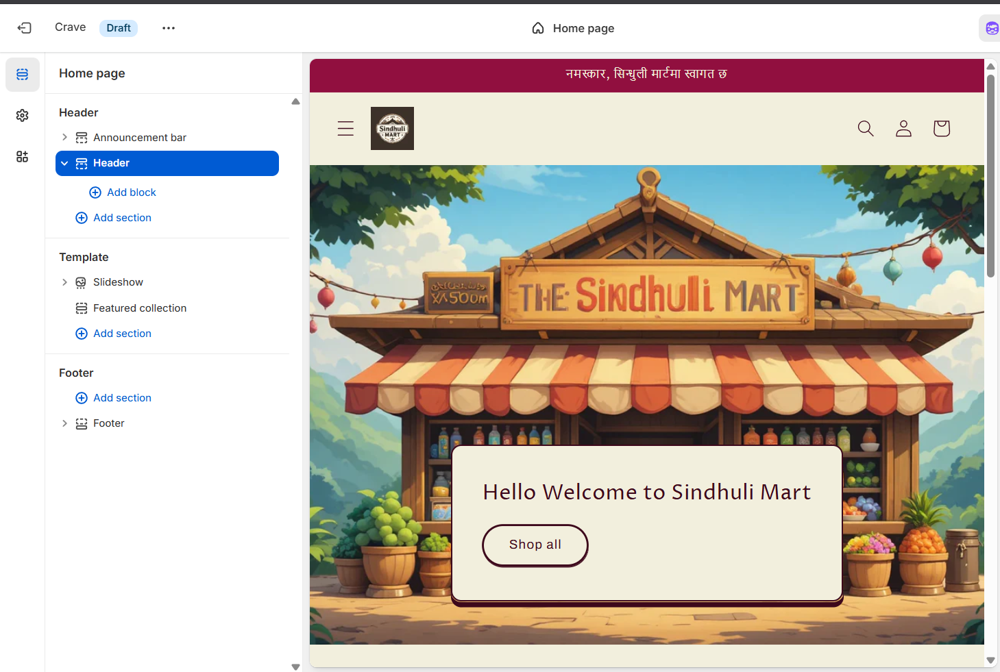 Crave Draft
Home page
Home page
Header
Announcement bar
Header
Add block
Add section
Template
Slideshow
Featured collection
Add section
Footer
Add section
Footer
नमस्कार, सिन्धुली मार्टमा स्वागत छ
Sindhuli
MART
THE Sindhuli MART
Hello Welcome to Sindhuli Mart
Shop all